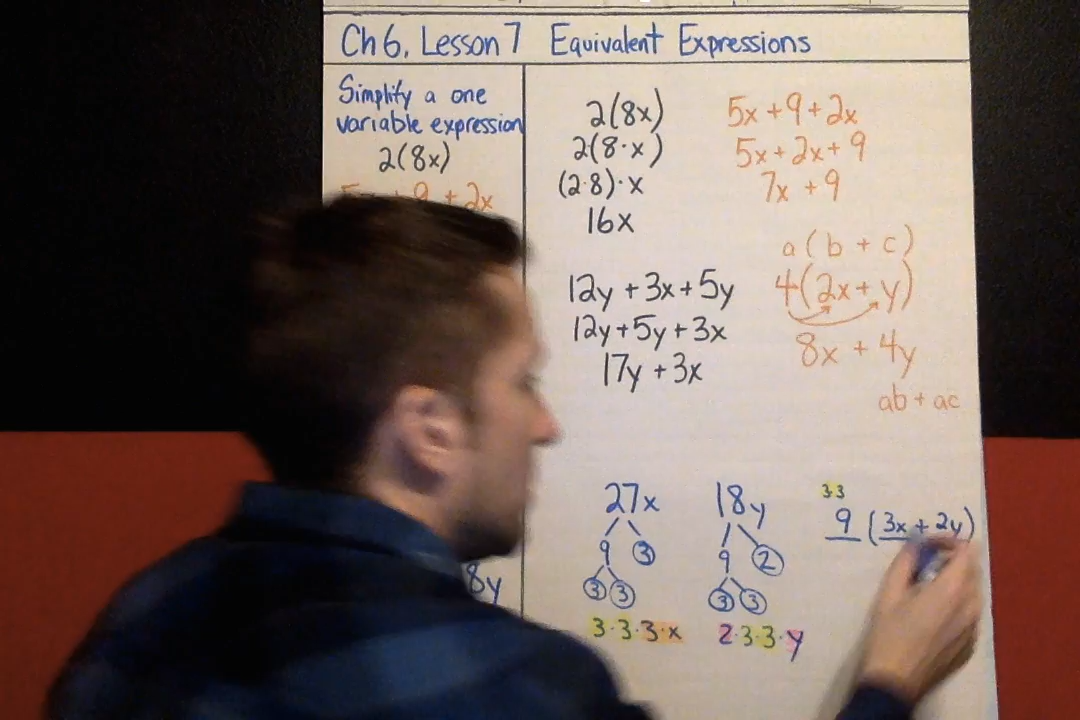 Ch 6. Lesson 7 Equivalent Expressions
Simplify a one
variable expression
2(8x)
+ 2x
2(8x)
2(8·x)
(2·8)·x
16x
5x + 9 + 2x
5x + 2x + 9
7x + 9
12y + 3x + 5y
12y + 5y + 3x
17y + 3x
a(b + c)
4(2x + y)
8x + 4y
ab + ac
8y
27x
9 3
3 3
3·3·3·x
18y
9 2
3 3
2·3·3·y
3·3
9 (3x + 2y)